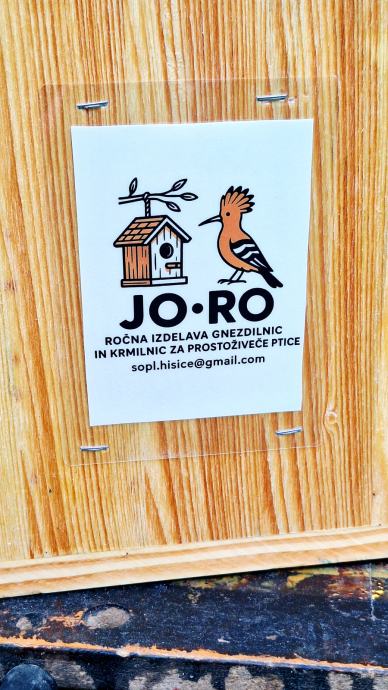 JO•RO
ROČNA IZDELAVA GNEZDILNIC
IN KRMILNIC ZA PROSTOŽIVEČE PTICE
sopl.hisice@gmail.com